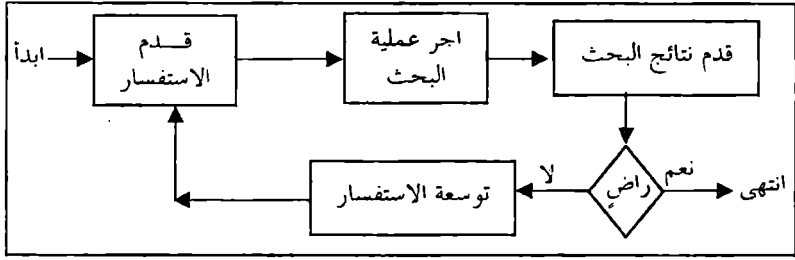 ابدأ
قــدم
الاستفسار
اجر عملية
البحث
قدم نتائج البحث
راضٍ
نعم
انتهى
لا
توسعة الاستفسار